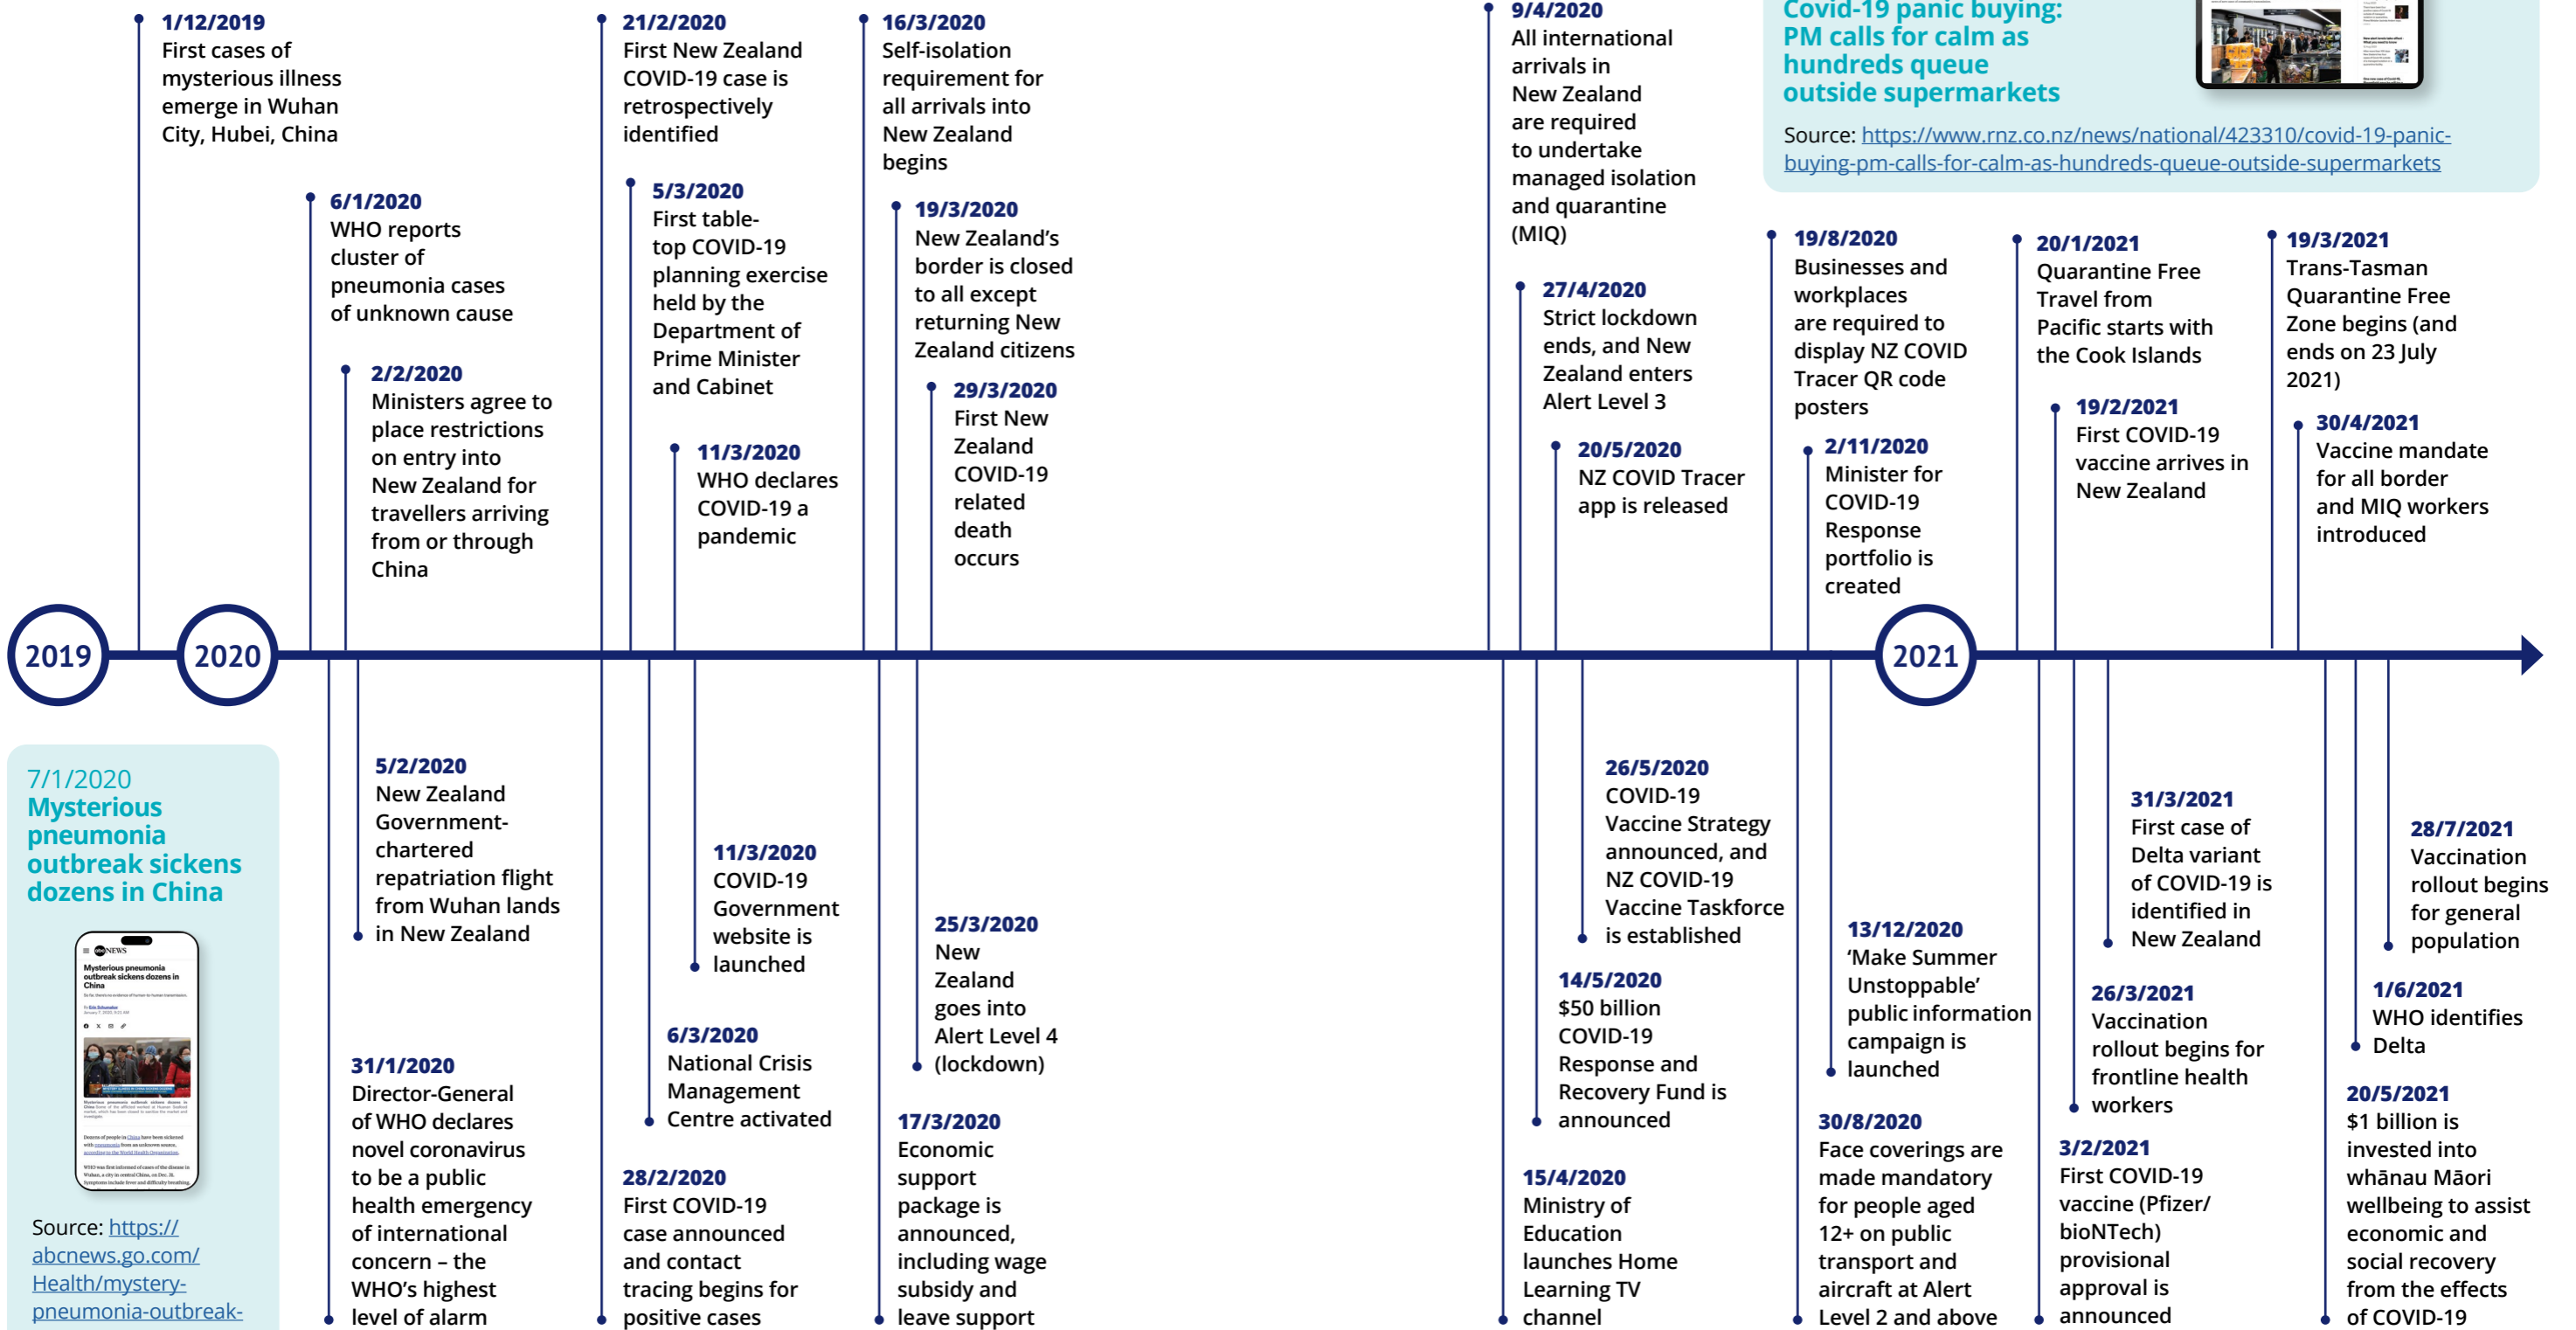 1/12/2019
First cases of
mysterious illness
emerge in Wuhan
City, Hubei, China
6/1/2020
WHO reports
cluster of
pneumonia cases
of unknown cause
2/2/2020
Ministers agree to
place restrictions
on entry into
New Zealand for
travellers arriving
from or through
China
21/2/2020
First New Zealand
COVID-19 case is
retrospectively
identified
5/3/2020
First table-
top COVID-19
planning exercise
held by the
Department of
Prime Minister
and Cabinet
11/3/2020
WHO declares
COVID-19 a
pandemic
16/3/2020
Self-isolation
requirement for
all arrivals into
New Zealand
begins
19/3/2020
New Zealand’s
border is closed
to all except
returning New
Zealand citizens
29/3/2020
First New
Zealand
COVID-19
related
death
occurs
9/4/2020
All international
arrivals in
New Zealand
are required
to undertake
managed isolation
and quarantine
(MIQ)
27/4/2020
Strict lockdown
ends, and New
Zealand enters
Alert Level 3
20/5/2020
NZ COVID Tracer
app is released
Covid-19 panic buying:
PM calls for calm as
hundreds queue
outside supermarkets
Source: https://www.rnz.co.nz/news/national/423310/covid-19-panic-
buying-pm-calls-for-calm-as-hundreds-queue-outside-supermarkets
19/8/2020
Businesses and
workplaces
are required to
display NZ COVID
Tracer QR code
posters
2/11/2020
Minister for
COVID-19
Response
portfolio is
created
20/1/2021
Quarantine Free
Travel from
Pacific starts with
the Cook Islands
19/2/2021
First COVID-19
vaccine arrives in
New Zealand
19/3/2021
Trans-Tasman
Quarantine Free
Zone begins (and
ends on 23 July
2021)
30/4/2021
Vaccine mandate
for all border
and MIQ workers
introduced
2019
2020
2021
7/1/2020
Mysterious
pneumonia
outbreak sickens
dozens in China
NEWS
Mysterious pneumonia
outbreak sickens dozens in
China
Source: https://
abcnews.go.com/
Health/mystery-
pneumonia-outbreak-
5/2/2020
New Zealand
Government-
chartered
repatriation flight
from Wuhan lands
in New Zealand
31/1/2020
Director-General
of WHO declares
novel coronavirus
to be a public
health emergency
of international
concern – the
WHO’s highest
level of alarm
11/3/2020
COVID-19
Government
website is
launched
6/3/2020
National Crisis
Management
Centre activated
28/2/2020
First COVID-19
case announced
and contact
tracing begins for
positive cases
25/3/2020
New
Zealand
goes into
Alert Level 4
(lockdown)
17/3/2020
Economic
support
package is
announced,
including wage
subsidy and
leave support
26/5/2020
COVID-19
Vaccine Strategy
announced, and
NZ COVID-19
Vaccine Taskforce
is established
14/5/2020
$50 billion
COVID-19
Response and
Recovery Fund is
announced
15/4/2020
Ministry of
Education
launches Home
Learning TV
channel
13/12/2020
‘Make Summer
Unstoppable’
public information
campaign is
launched
30/8/2020
Face coverings are
made mandatory
for people aged
12+ on public
transport and
aircraft at Alert
Level 2 and above
31/3/2021
First case of
Delta variant
of COVID-19 is
identified in
New Zealand
26/3/2021
Vaccination
rollout begins for
frontline health
workers
3/2/2021
First COVID-19
vaccine (Pfizer/
bioNTech)
provisional
approval is
announced
28/7/2021
Vaccination
rollout begins
for general
population
1/6/2021
WHO identifies
Delta
20/5/2021
$1 billion is
invested into
whānau Māori
wellbeing to assist
economic and
social recovery
from the effects
of COVID-19